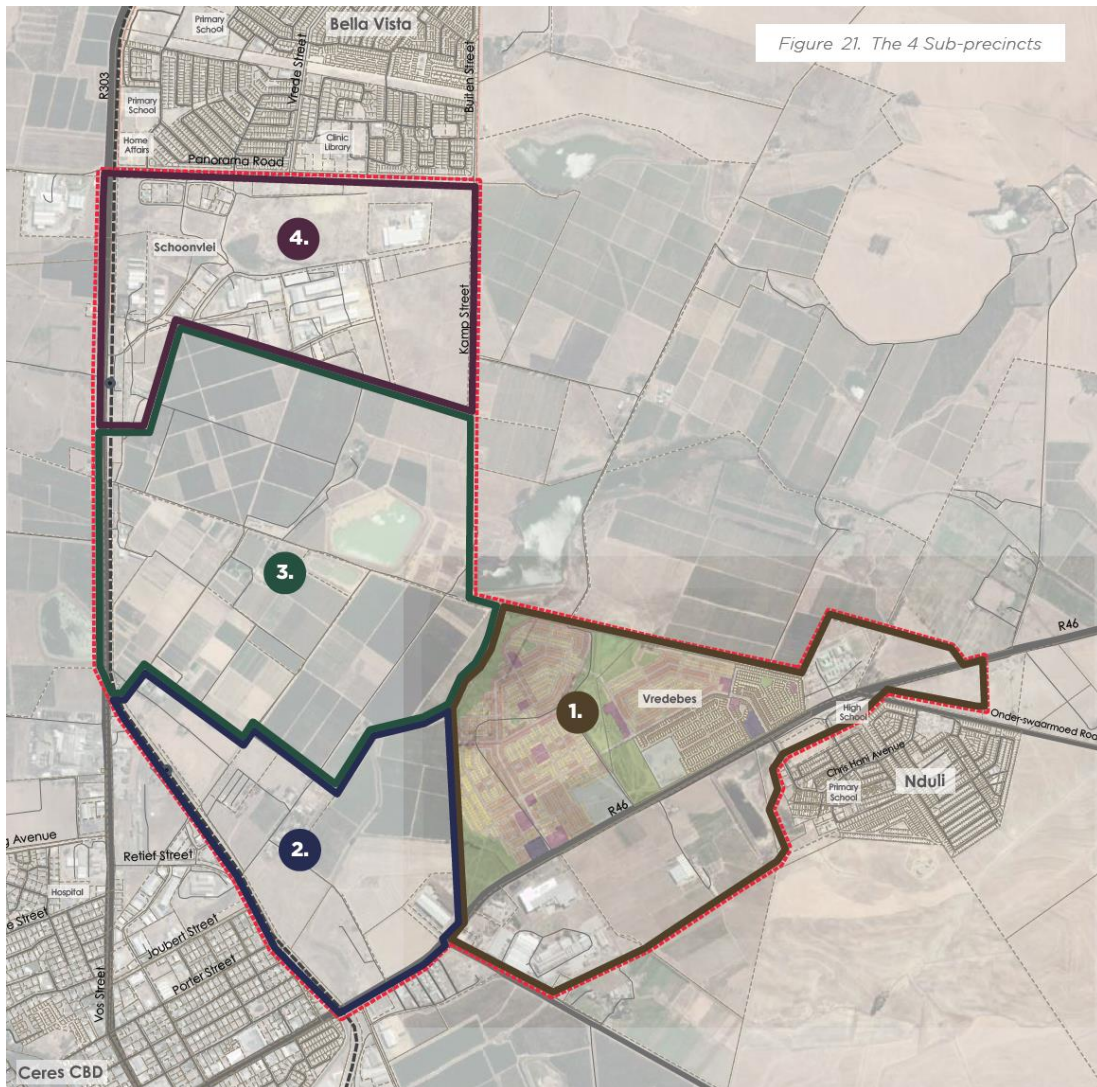 Figure 21. The 4 Sub-precincts
Bella Vista
Primary
School
R303
Vrede Street
Buiten Street
Primary
School
Home
Affairs
Clinic
Library
Panorama Road
4.
Schoonvlei
Kamp Street
3.
R46
1.
Vredebes
High
School
Onder-swaarmoed Roa
Chris Hani Avenue
Primary
School
Nduli
R46
2.
g Avenue
Retief Street
Hospital
e Street
Joubert Street
Porter Street
Vos Street
Ceres CBD